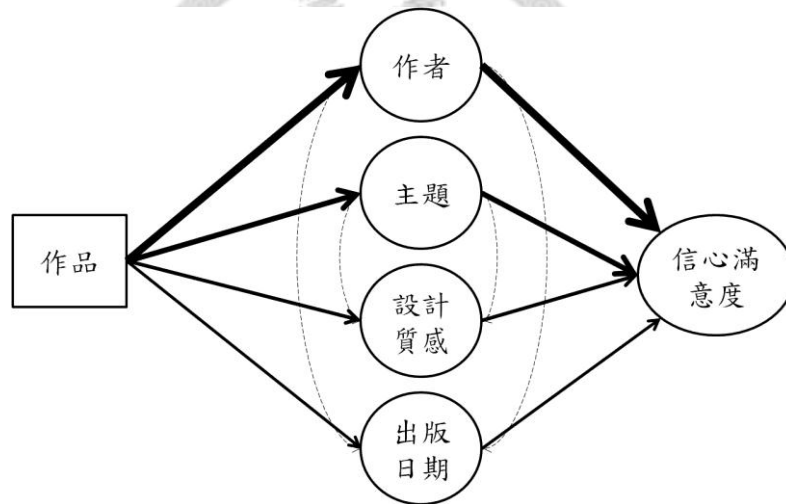 作者
主題
作品
信心滿
意度
設計
質感
出版
日期